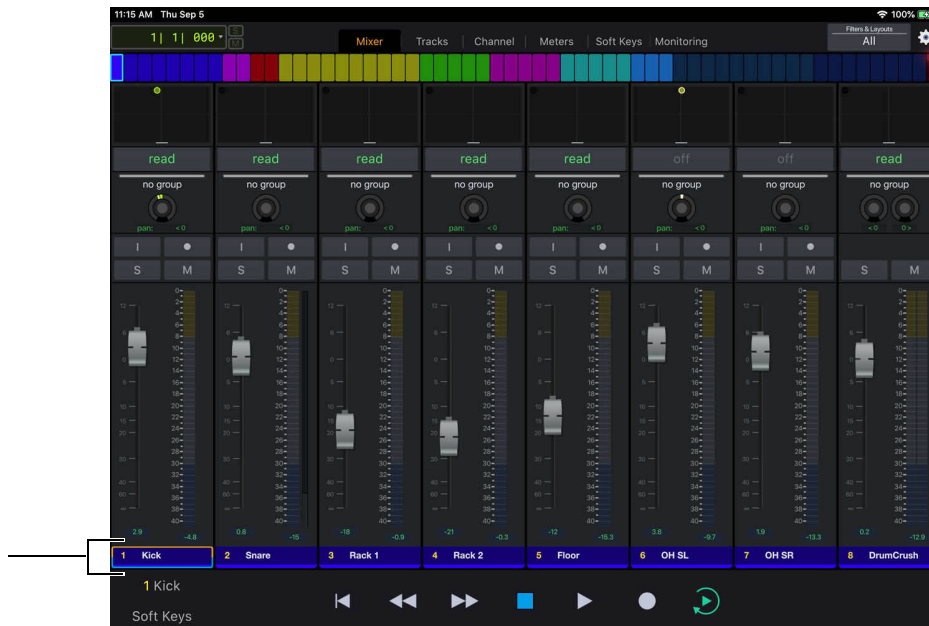 11:15 AM Thu Sep 5 100%
1| 1| 000 S M
Mixer Tracks Channel Meters Soft Keys Monitoring
Filters & Layouts
All
read read read read read off off read
no group no group no group no group no group no group no group no group
pan: <0 pan: <0 pan: <0 pan: <0 pan: <0 pan: <0 pan: <0 <0 0>
I I I I I I I
S M S M S M S M S M S M S M S M
2.9 -4.8 0.8 -15 -18 -0.9 -21 -0.3 -12 -15.3 3.8 -9.7 1.9 -13.3 0.2 -12.9
1 Kick 2 Snare 3 Rack 1 4 Rack 2 5 Floor 6 OH SL 7 OH SR 8 DrumCrush
1 Kick
Soft Keys